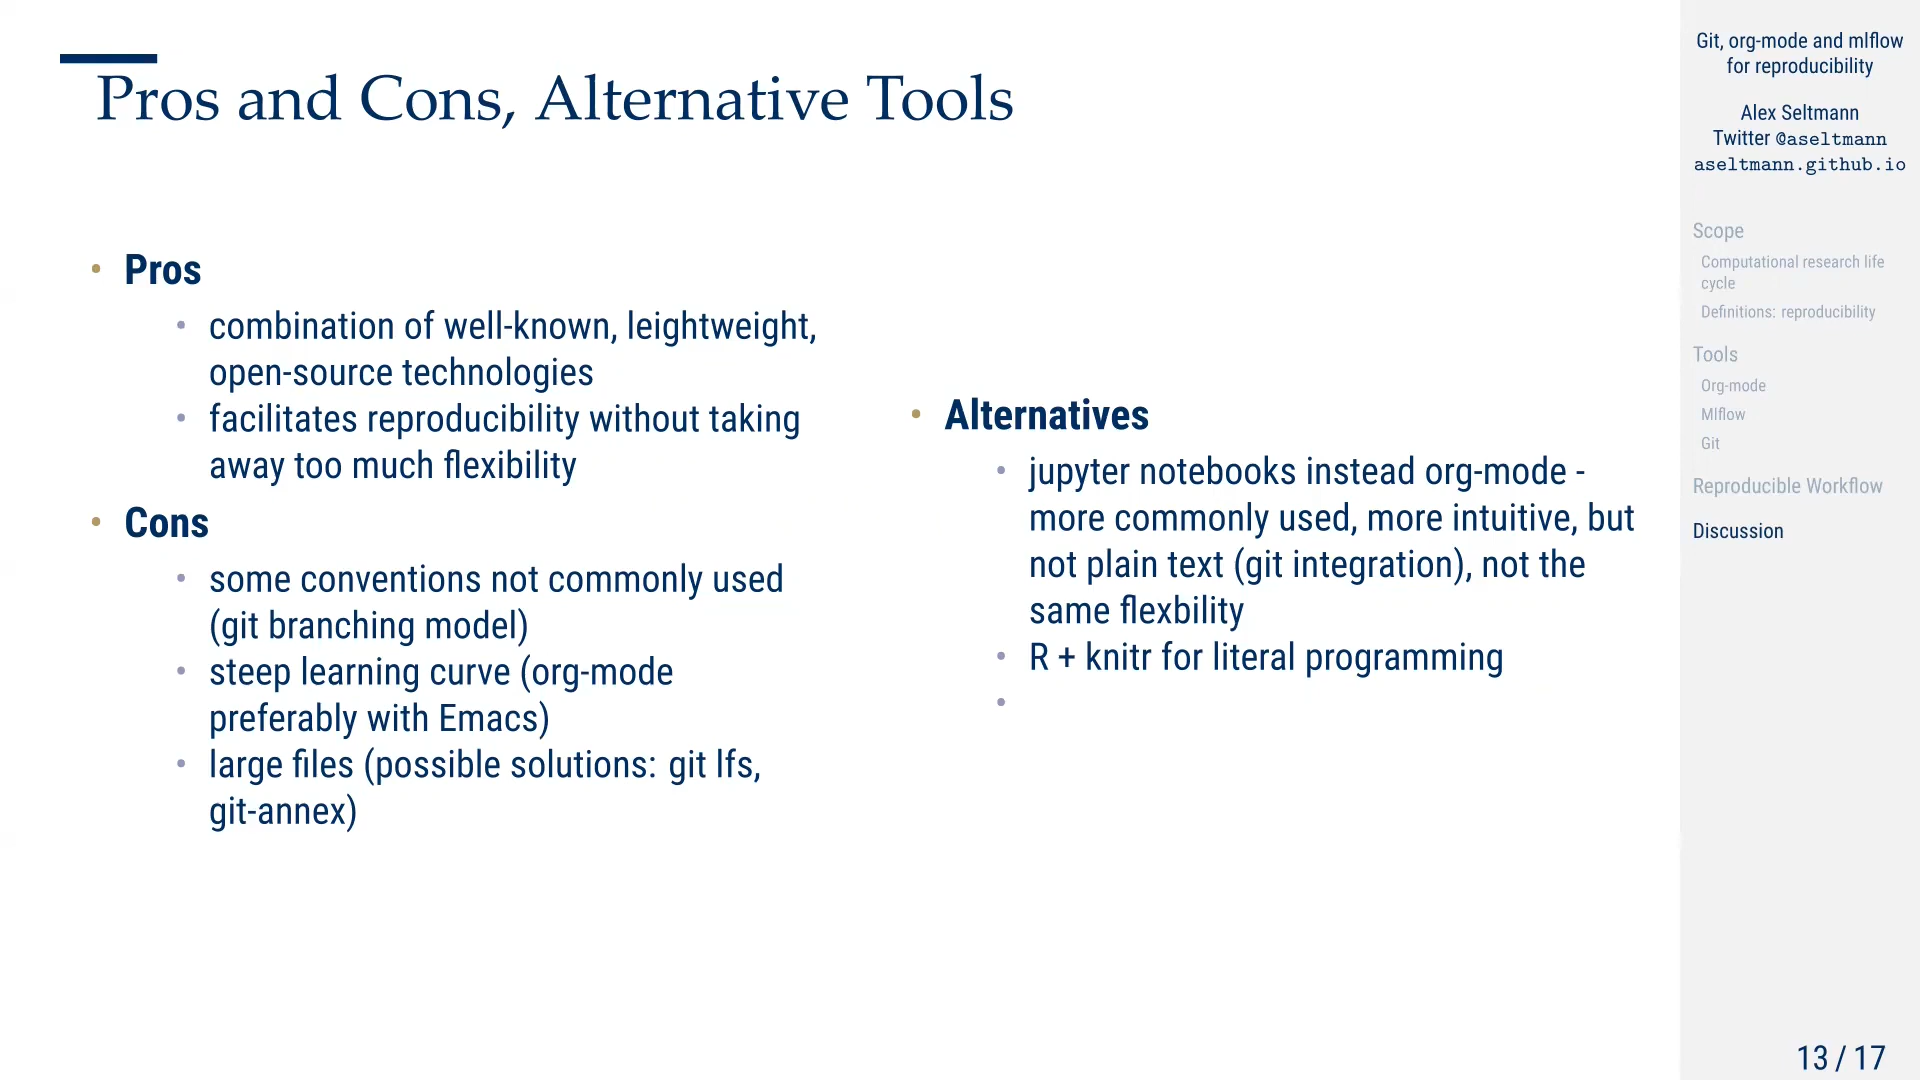 Pros and Cons, Alternative Tools
• Pros
• combination of well-known, leightweight,
open-source technologies
• facilitates reproducibility without taking
away too much flexibility
• Cons
• some conventions not commonly used
(git branching model)
• steep learning curve (org-mode
preferably with Emacs)
• large files (possible solutions: git lfs,
git-annex)
• Alternatives
• jupyter notebooks instead org-mode -
more commonly used, more intuitive, but
not plain text (git integration), not the
same flexbility
• R + knitr for literal programming
•
Git, org-mode and mlflow
for reproducibility
Alex Seltmann
Twitter @aseltmann
aseltmann.github.io
Scope
Computational research life
cycle
Definitions: reproducibility
Tools
Org-mode
Mlflow
Git
Reproducible Workflow
Discussion
13 / 17